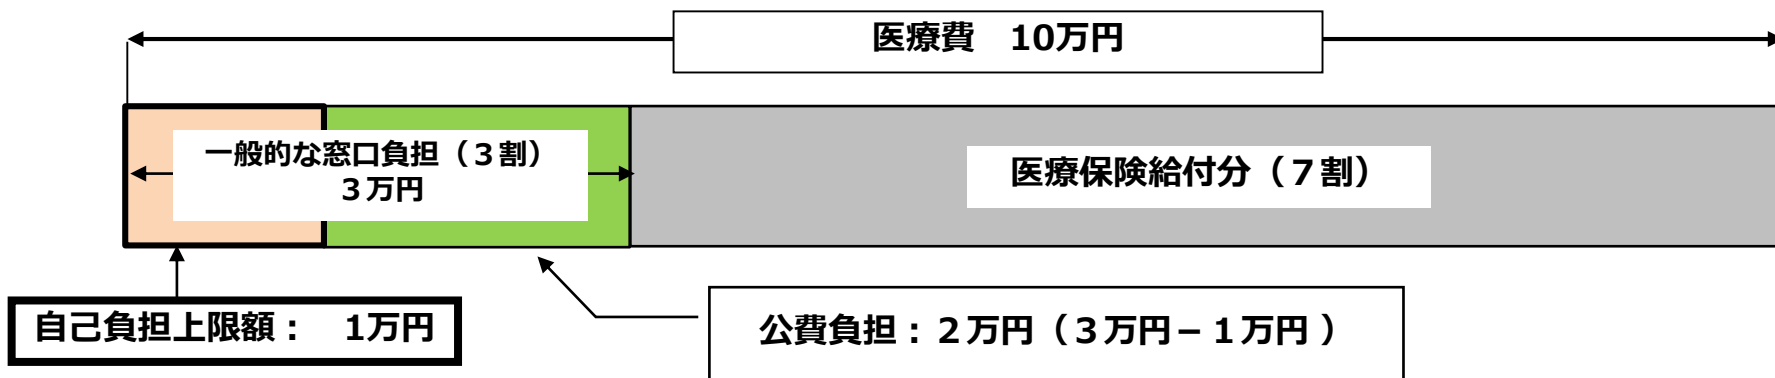 医療費　10万円
一般的な窓口負担（３割）
３万円
医療保険給付分（７割）
自己負担上限額：　1万円
公費負担：２万円（３万円－１万円 ）